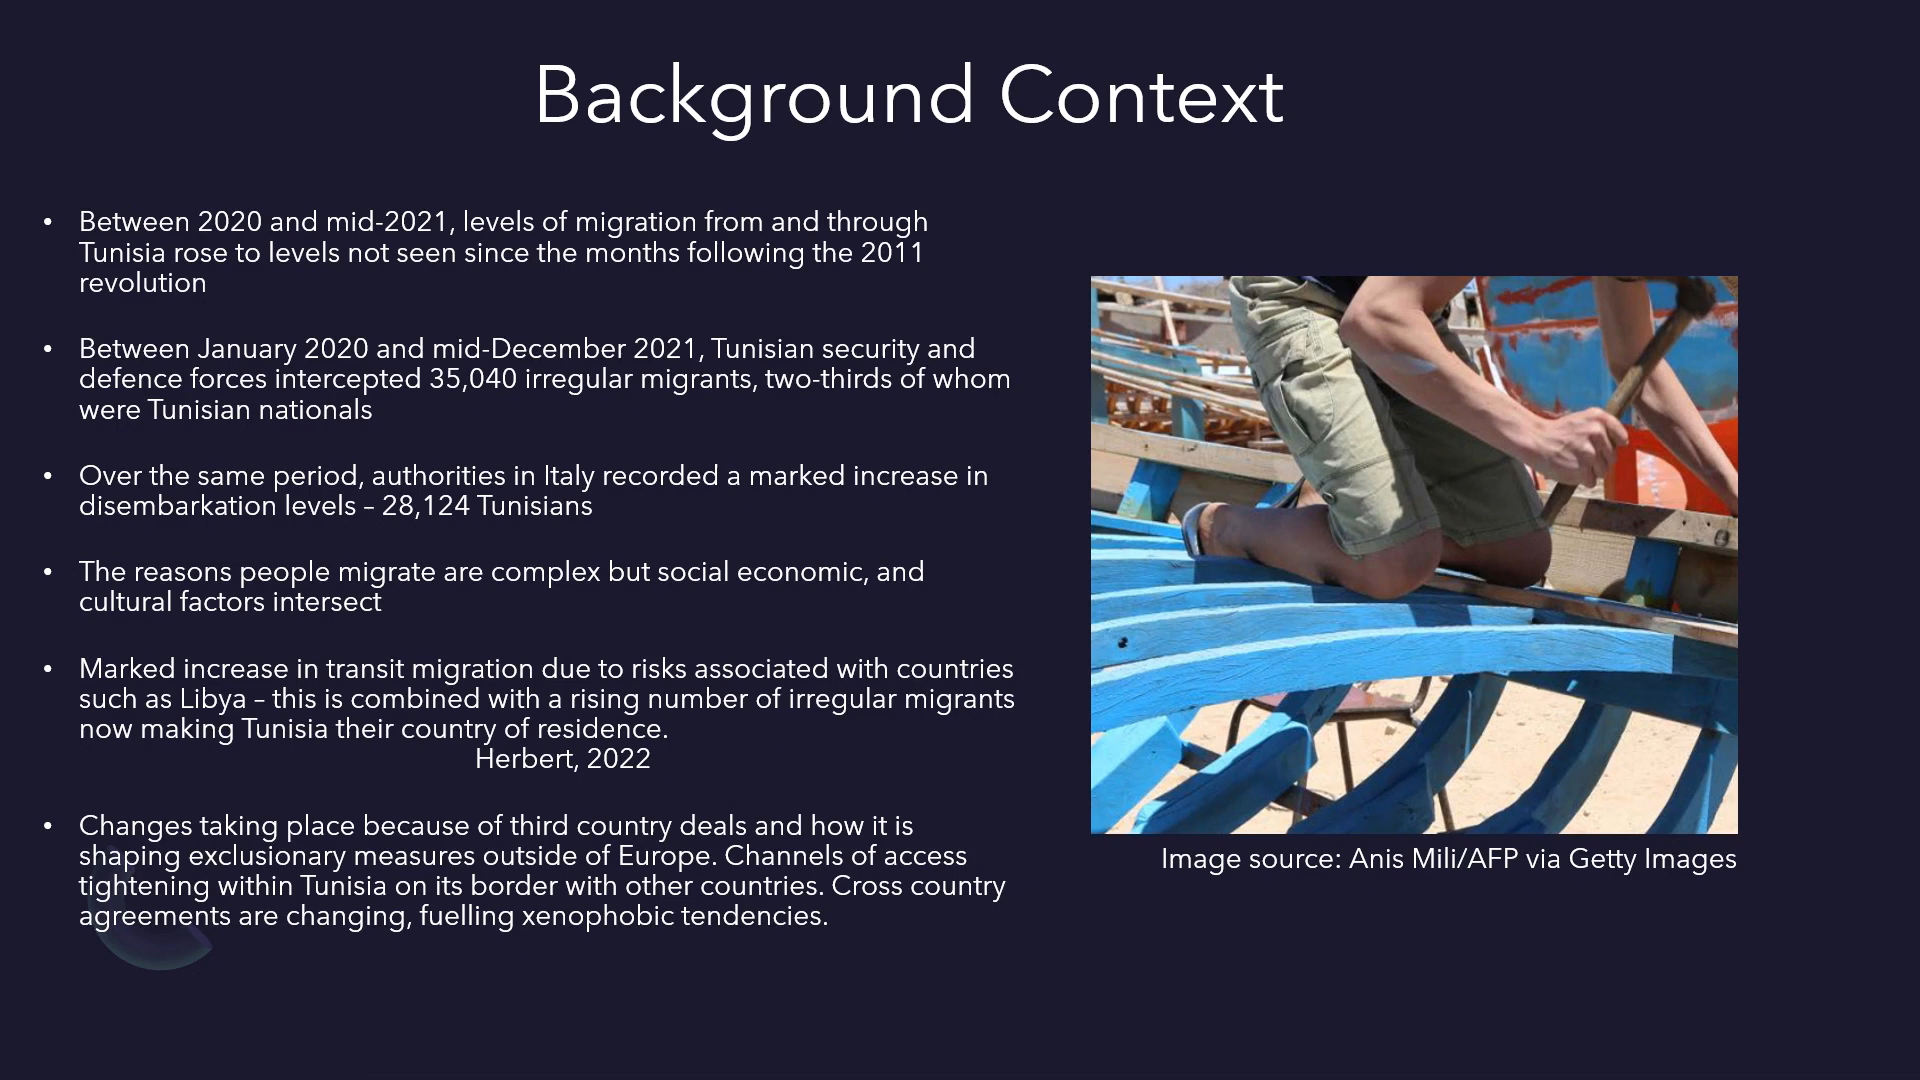 Background Context
• Between 2020 and mid-2021, levels of migration from and through
Tunisia rose to levels not seen since the months following the 2011
revolution
• Between January 2020 and mid-December 2021, Tunisian security and
defence forces intercepted 35,040 irregular migrants, two-thirds of whom
were Tunisian nationals
• Over the same period, authorities in Italy recorded a marked increase in
disembarkation levels – 28,124 Tunisians
• The reasons people migrate are complex but social economic, and
cultural factors intersect
• Marked increase in transit migration due to risks associated with countries
such as Libya – this is combined with a rising number of irregular migrants
now making Tunisia their country of residence.
Herbert, 2022
• Changes taking place because of third country deals and how it is
shaping exclusionary measures outside of Europe. Channels of access
tightening within Tunisia on its border with other countries. Cross country
agreements are changing, fuelling xenophobic tendencies.
Image source: Anis Mili/AFP via Getty Images